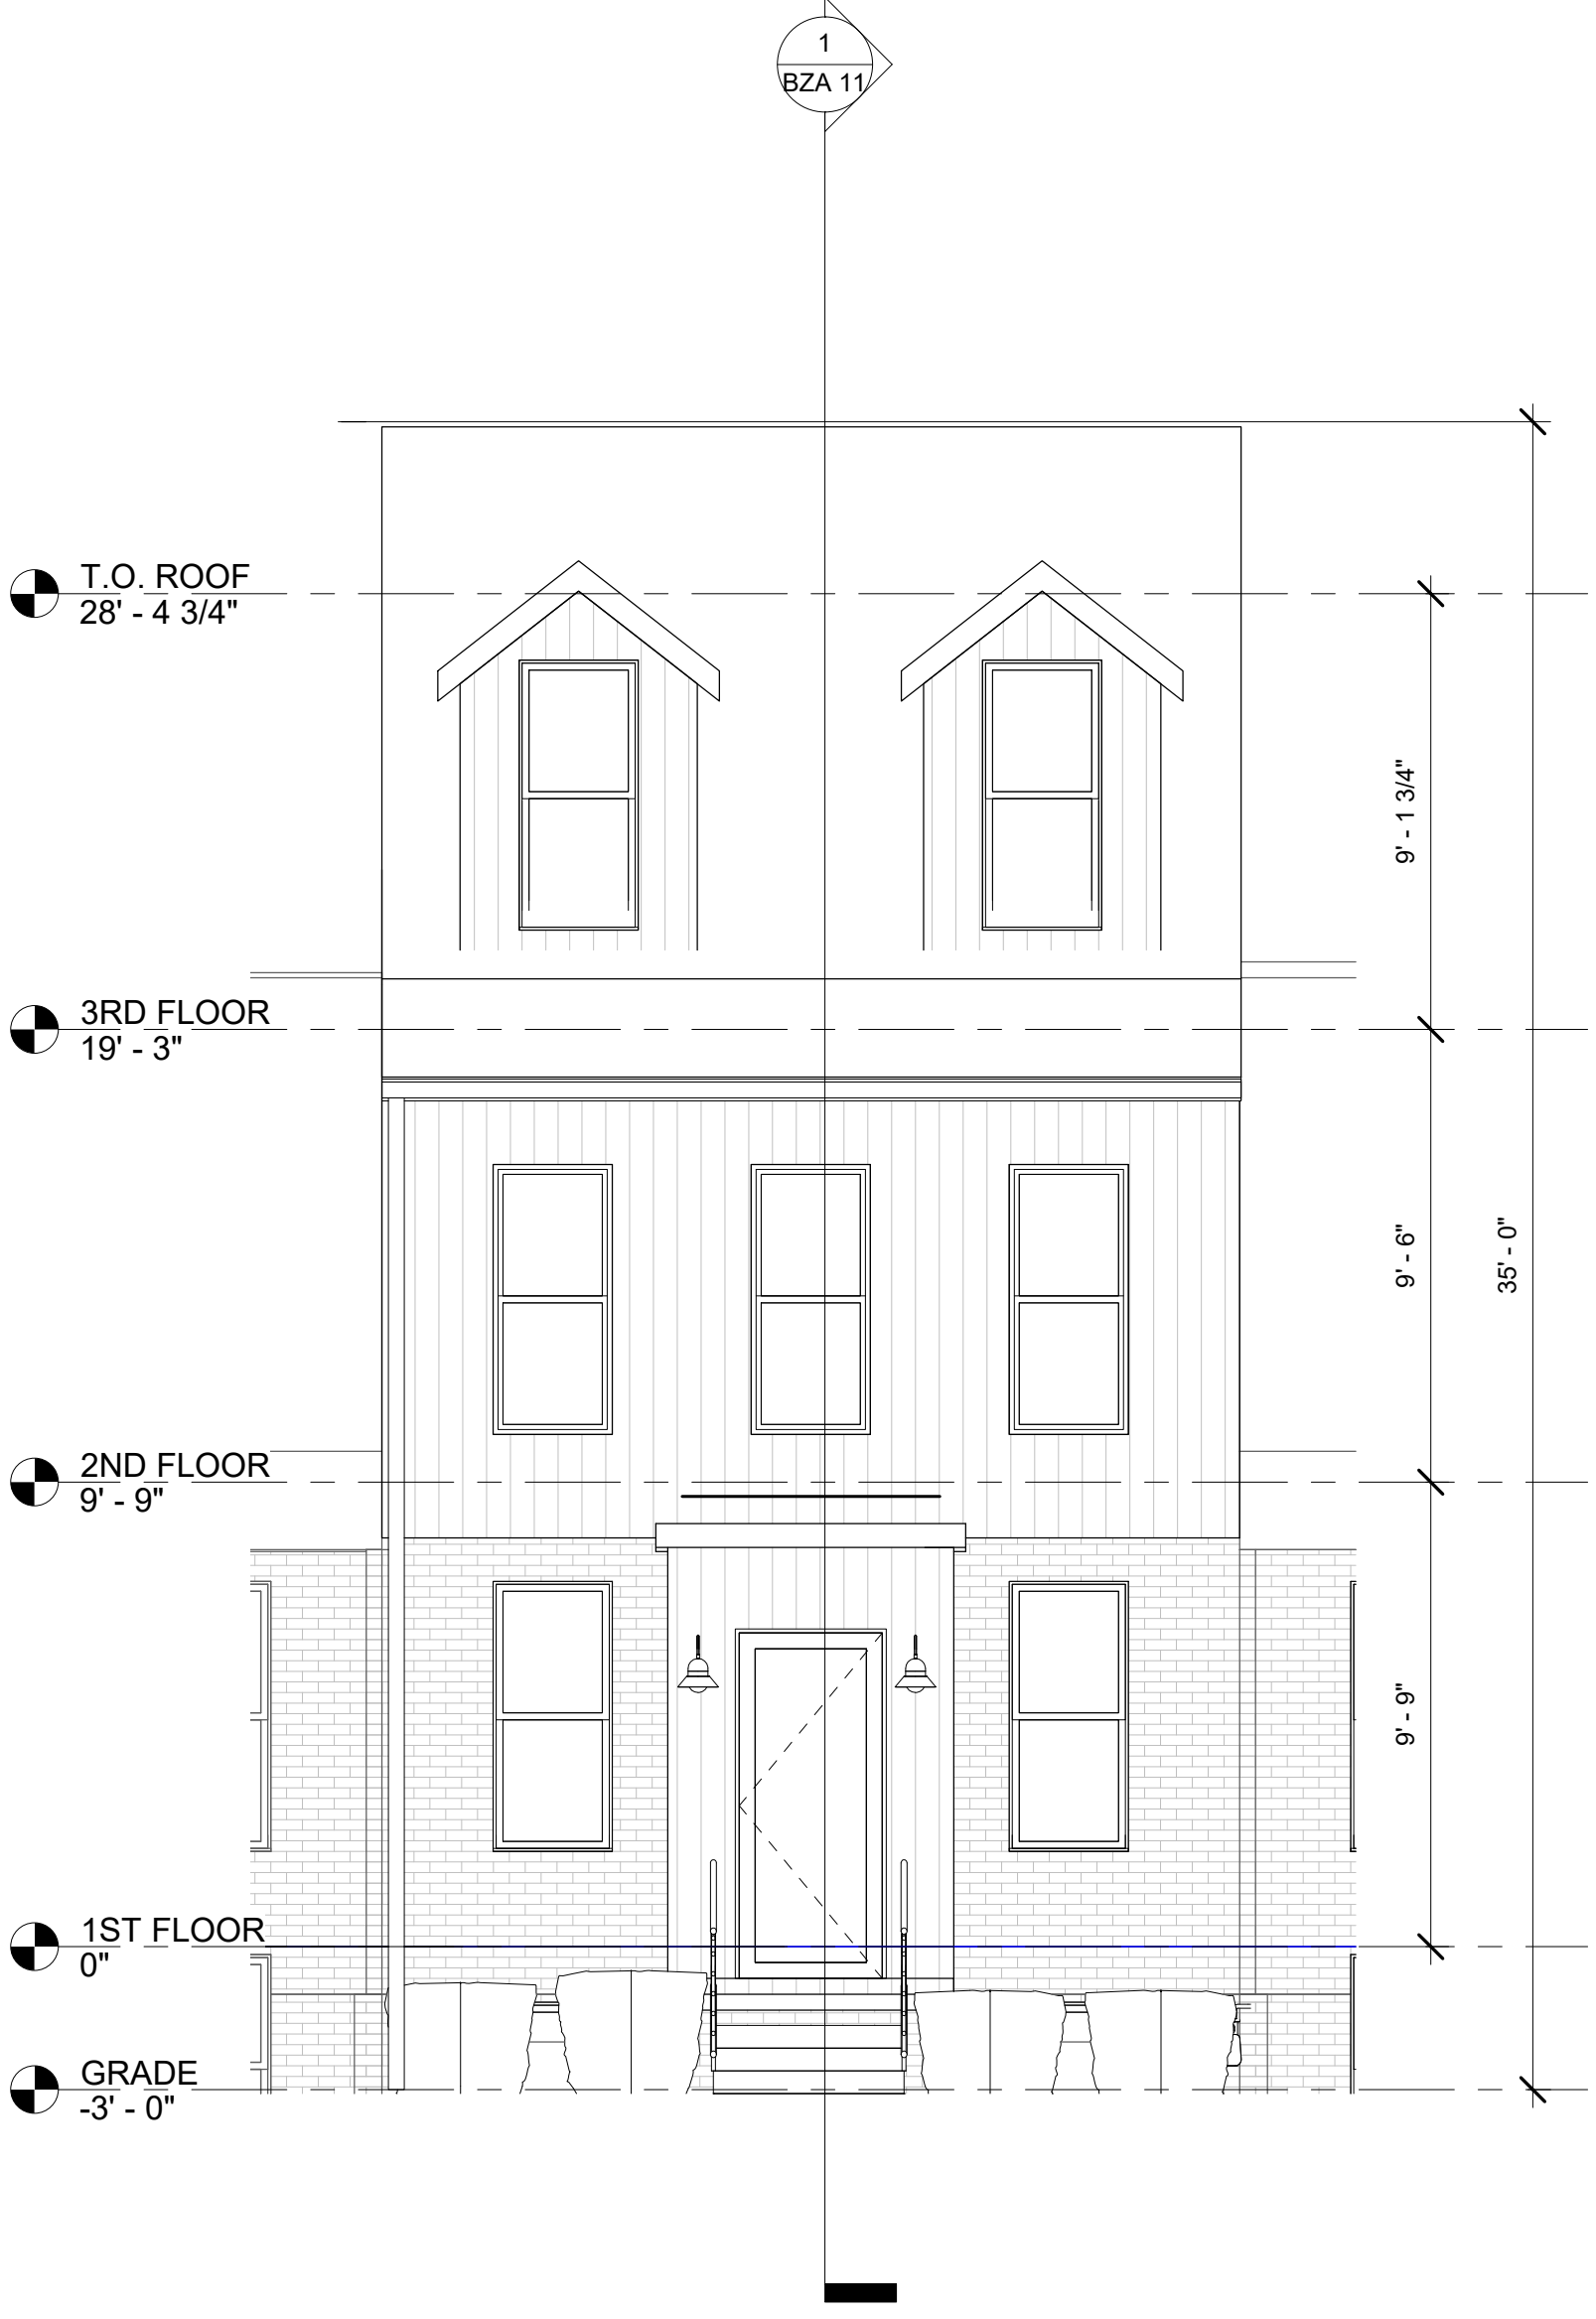 1
BZA 11
T.O. ROOF
28' - 4 3/4"
9' - 1 3/4"
3RD FLOOR
19' - 3"
9' - 6"
35' - 0"
2ND FLOOR
9' - 9"
9' - 9"
1ST FLOOR
0"
GRADE
-3' - 0"